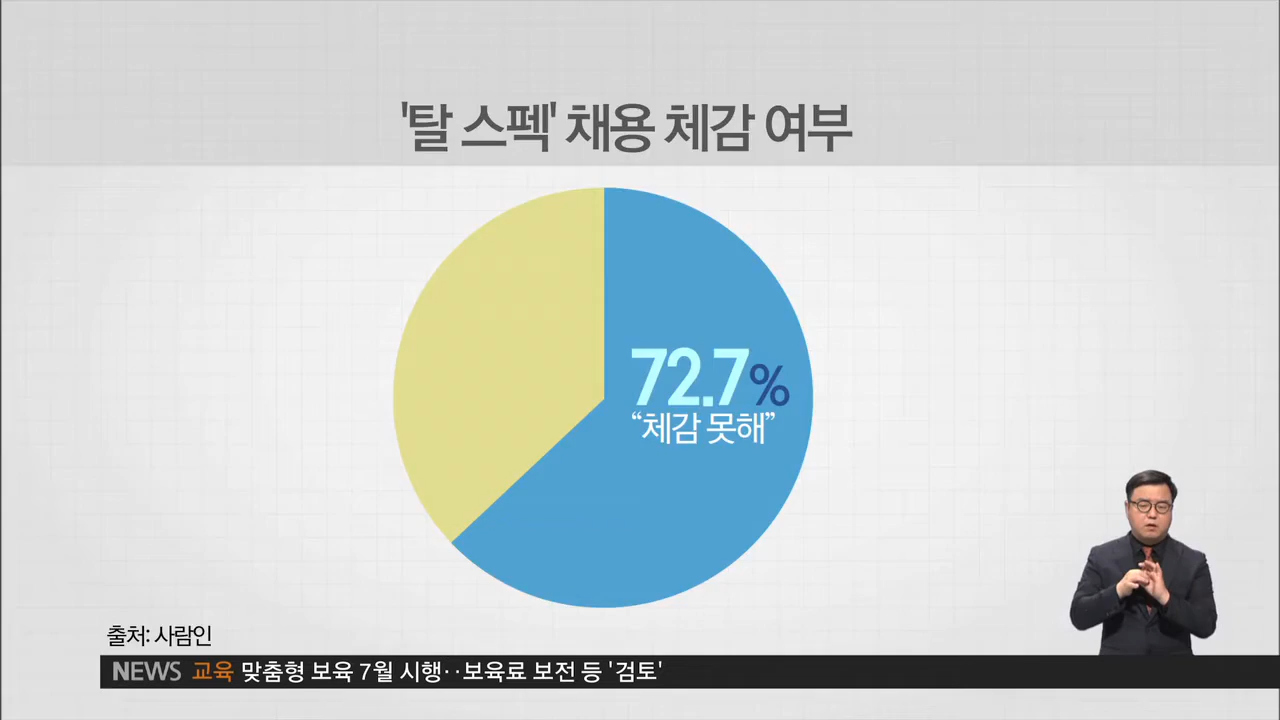 '탈 스펙' 채용 체감 여부
72.7%
“체감 못해”
출처: 사람인
NEWS 교육 맞춤형 보육 7월 시행‥보육료 보전 등 '검토'